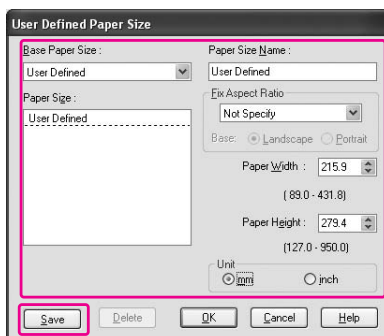 User Defined Paper Size
Base Paper Size :
User Defined
Paper Size :
User Defined
Paper Size Name :
User Defined
Fix Aspect Ratio
Not Specify
Base: Landscape Portrait
Paper Width : 215.9
( 89.0 - 431.8)
Paper Height : 279.4
(127.0 - 950.0)
Unit
mm inch
Save Delete OK Cancel Help